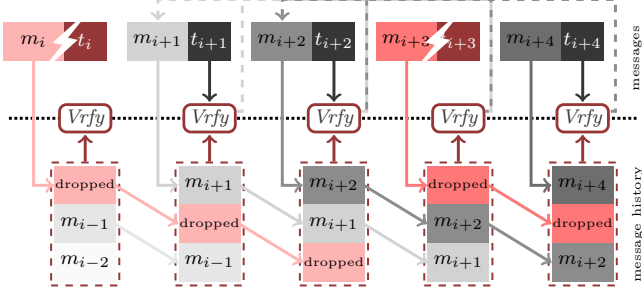 m_i t_i m_{i+1} t_{i+1} m_{i+2} t_{i+2} m_{i+3} t_{i+3} m_{i+4} t_{i+4}
messages
Vrfy Vrfy Vrfy Vrfy Vrfy
dropped m_{i+1} m_{i+2} dropped m_{i+4}
m_{i-1} dropped m_{i+1} m_{i+2} dropped
m_{i-2} m_{i-1} dropped m_{i+1} m_{i+2}
message history